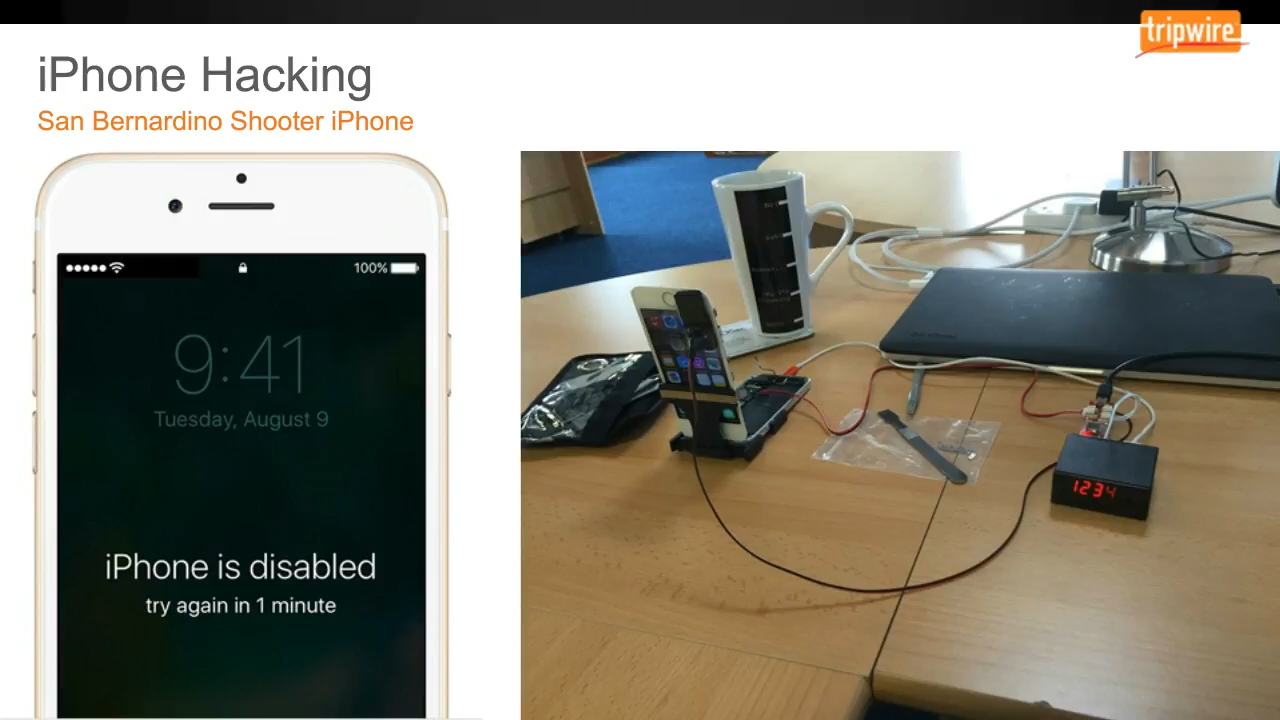 tripwire
iPhone Hacking
San Bernardino Shooter iPhone
100%
9:41
Tuesday, August 9
iPhone is disabled
try again in 1 minute
1234